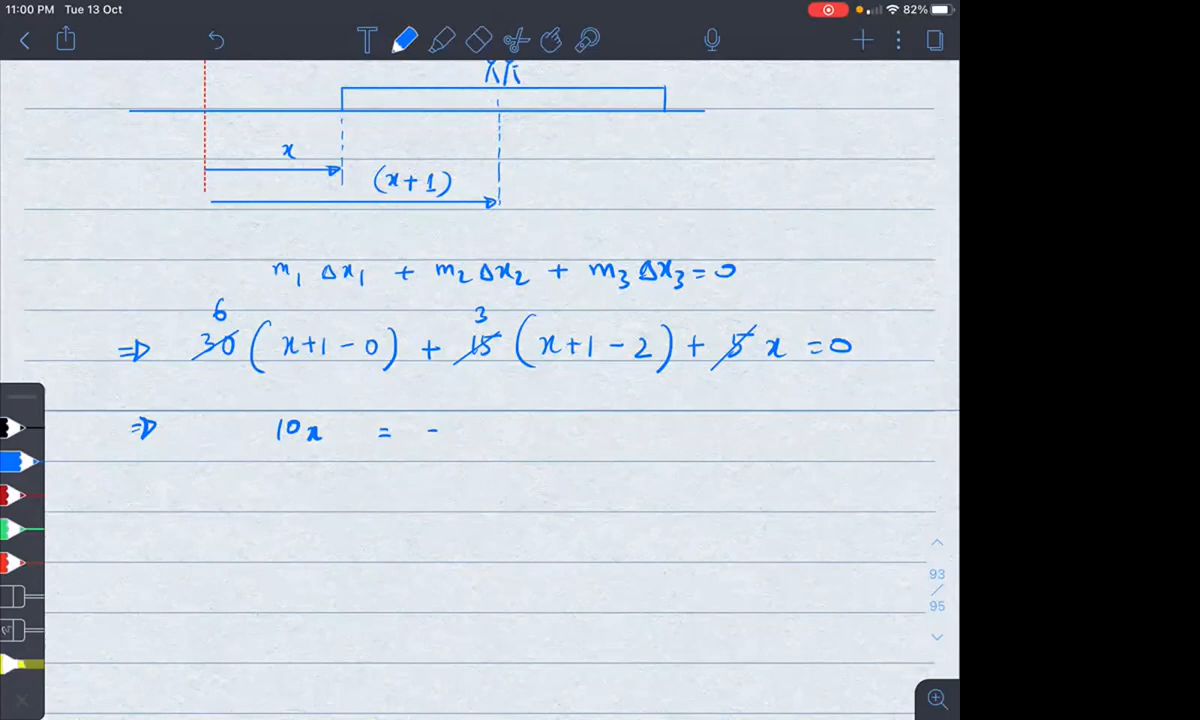 11:00 PM Tue 13 Oct 82%
T
x
(x+1)
m₁ Δx₁ + m₂ Δx₂ + m₃ Δx₃ = 0
6 3
⇒ 30 (x+1-0) + 15 (x+1-2) + 5 x = 0
⇒ 10x = -
93
/
95